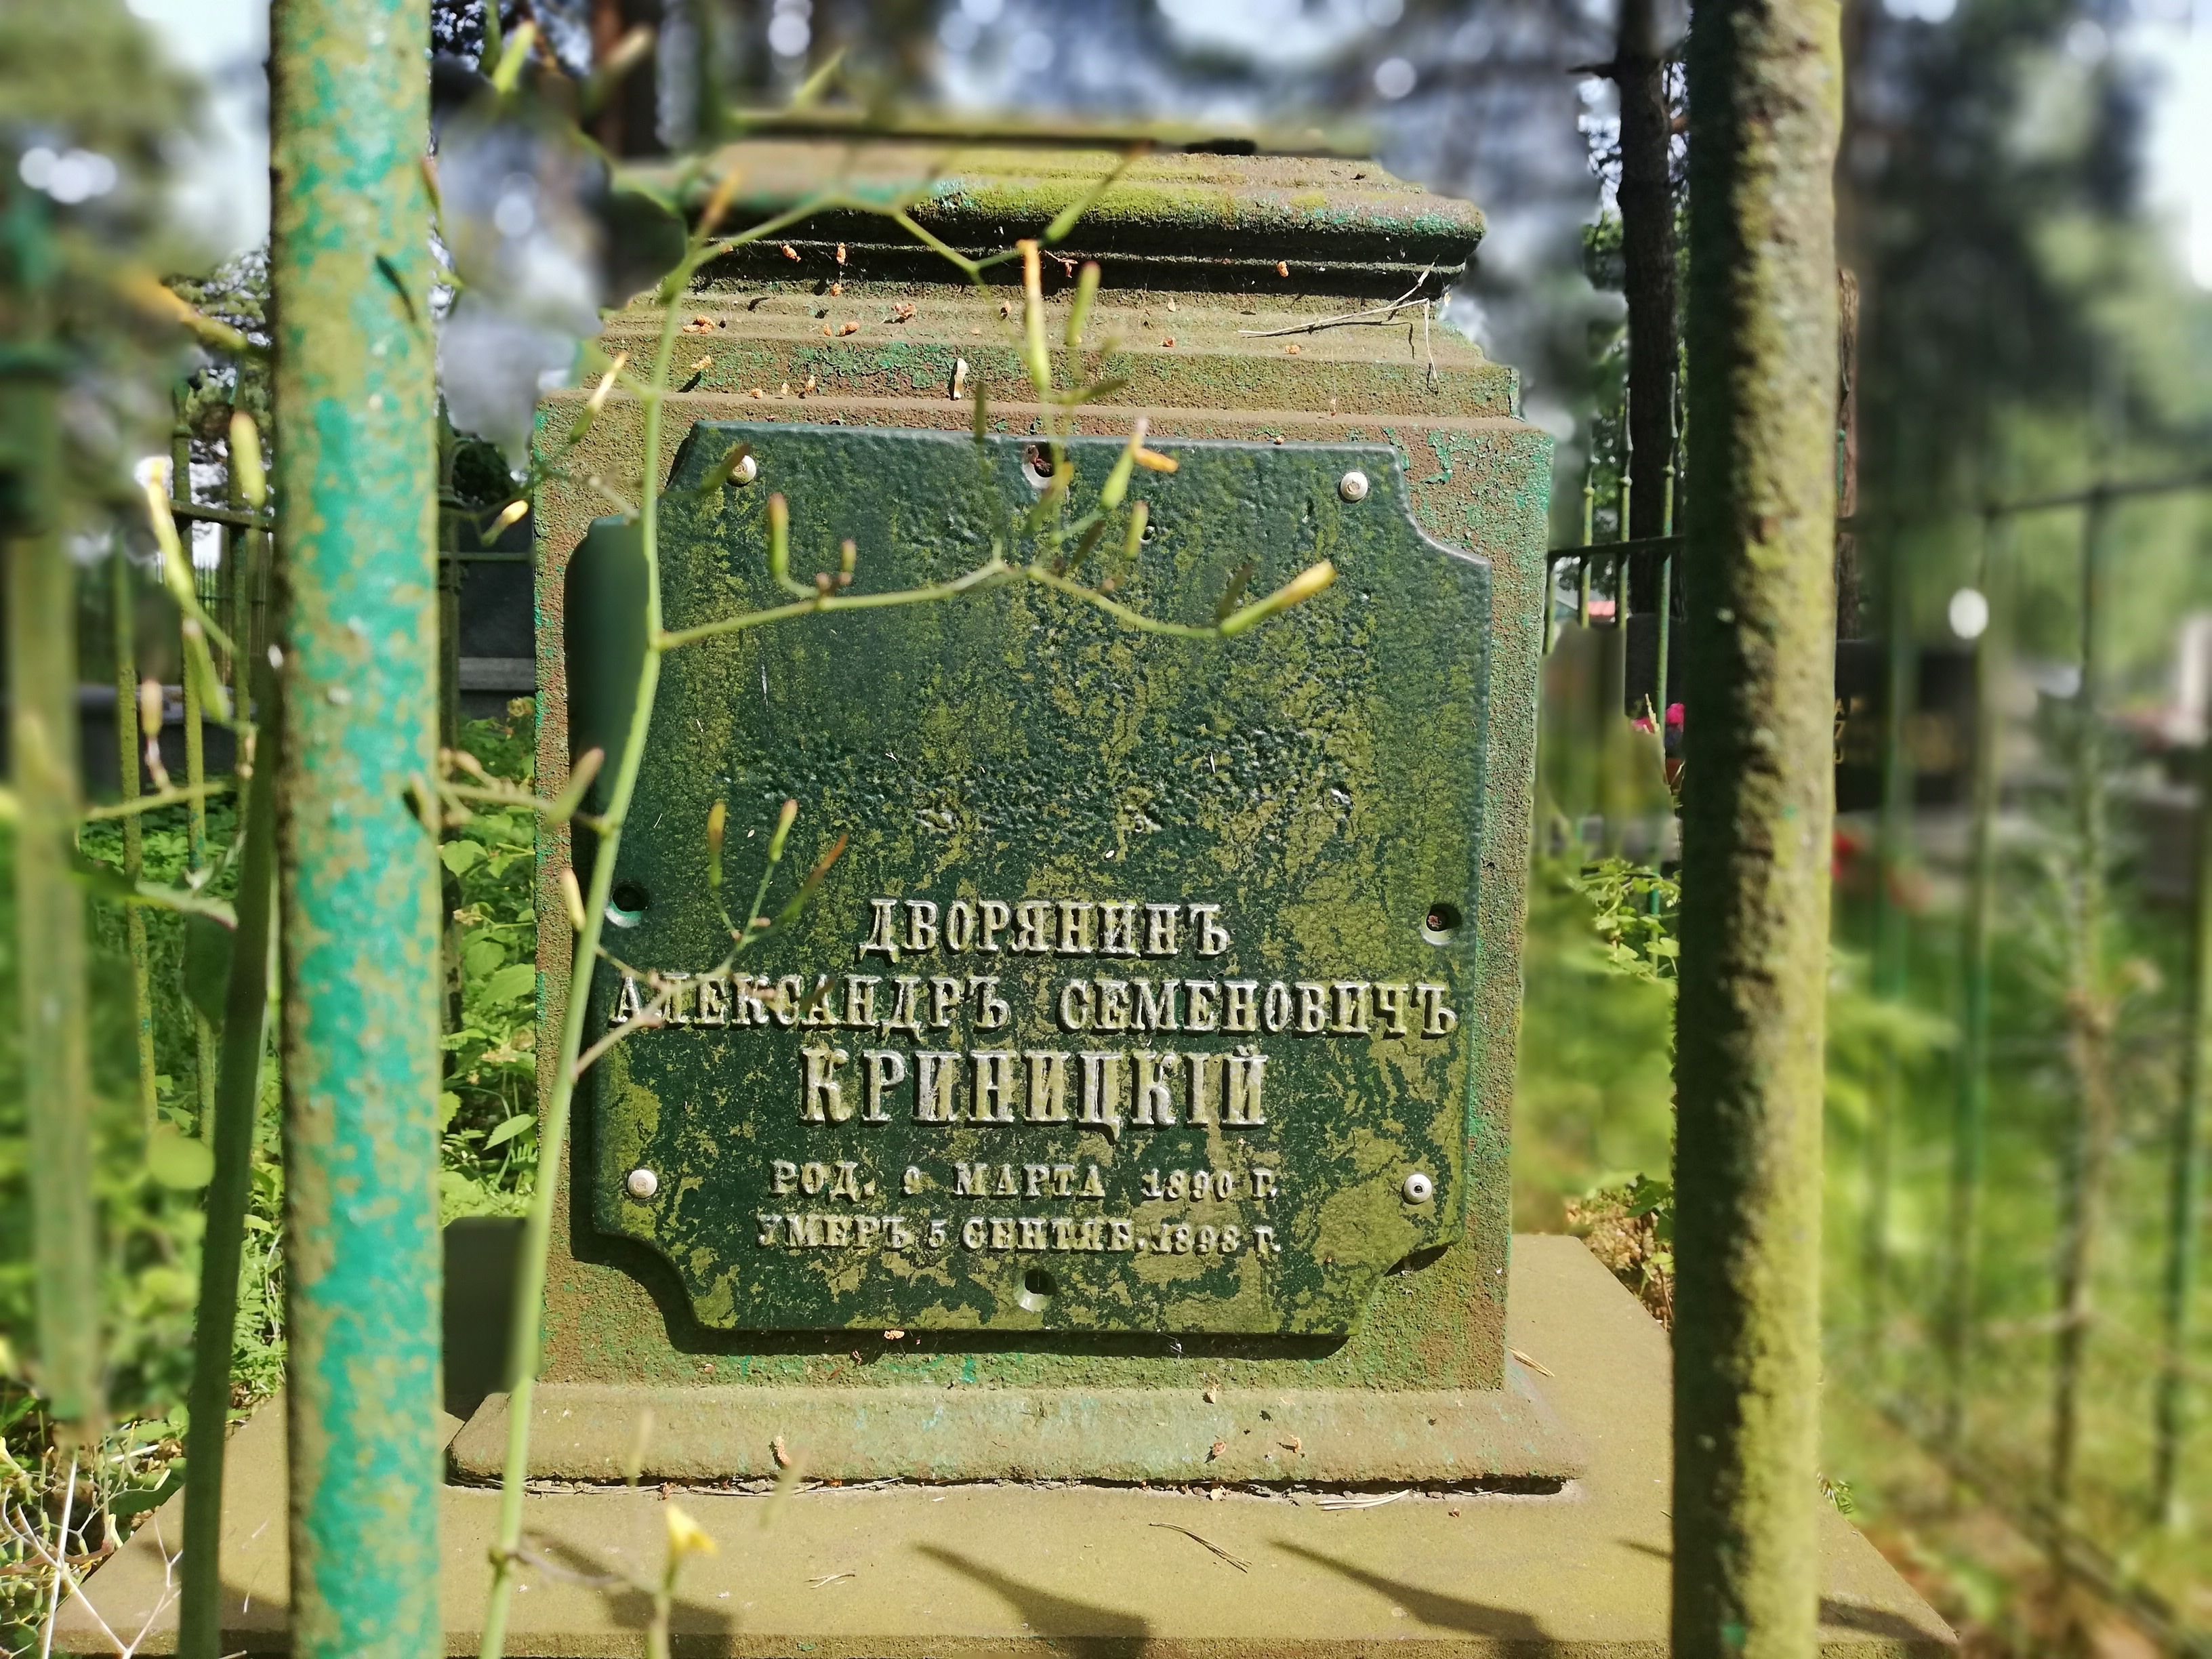 ДВОРЯНИНЪ
АЛЕКСАНДРЪ СЕМЕНОВИЧЪ
КРИНИЦКІЙ
РОД. 9 МАРТА 1890 Г.
УМЕРЪ 5 СЕНТЯБ. 1898 Г.